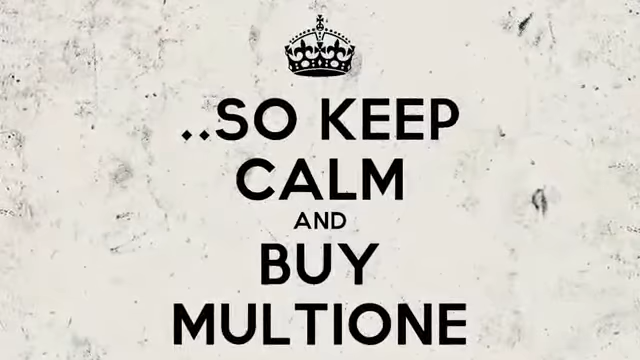 ..SO KEEP
CALM
AND
BUY
MULTIONE